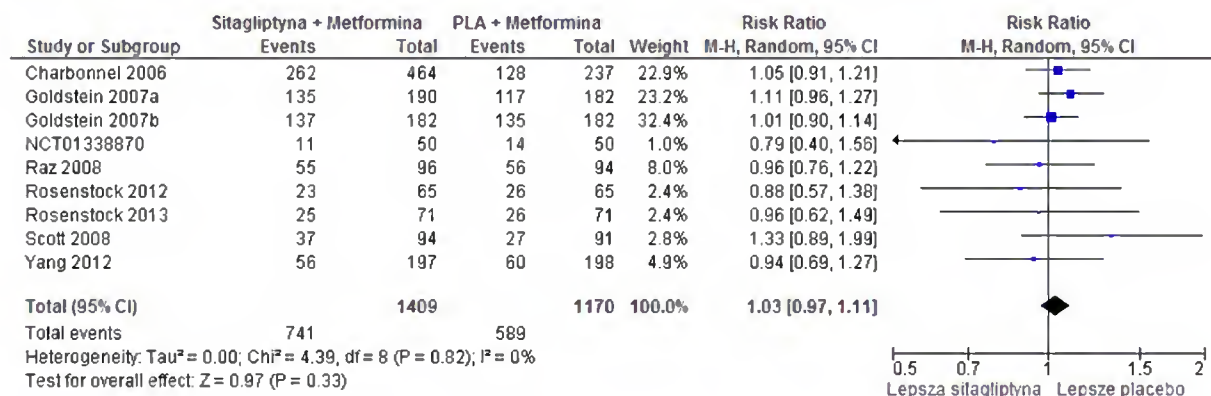 Sitagliptyna + Metformina PLA + Metformina Risk Ratio Risk Ratio
Study or Subgroup Events Total Events Total Weight M-H, Random, 95% CI M-H, Random, 95% CI
Charbonnel 2006 262 464 128 237 22.9% 1.05 [0.91, 1.21]
Goldstein 2007a 135 190 117 182 23.2% 1.11 [0.96, 1.27]
Goldstein 2007b 137 182 135 182 32.4% 1.01 [0.90, 1.14]
NCT01338870 11 50 14 50 1.0% 0.79 [0.40, 1.56]
Raz 2008 55 96 56 94 8.0% 0.96 [0.76, 1.22]
Rosenstock 2012 23 65 26 65 2.4% 0.88 [0.57, 1.38]
Rosenstock 2013 25 71 26 71 2.4% 0.96 [0.62, 1.49]
Scott 2008 37 94 27 91 2.8% 1.33 [0.89, 1.99]
Yang 2012 56 197 60 198 4.9% 0.94 [0.69, 1.27]
Total (95% CI) 1409 1170 100.0% 1.03 [0.97, 1.11]
Total events 741 589
Heterogeneity: Tau² = 0.00; Chi² = 4.39, df = 8 (P = 0.82); I² = 0%
Test for overall effect: Z = 0.97 (P = 0.33)
0.5 0.7 1 1.5 2
Lepsza sitagliptyna Lepsze placebo